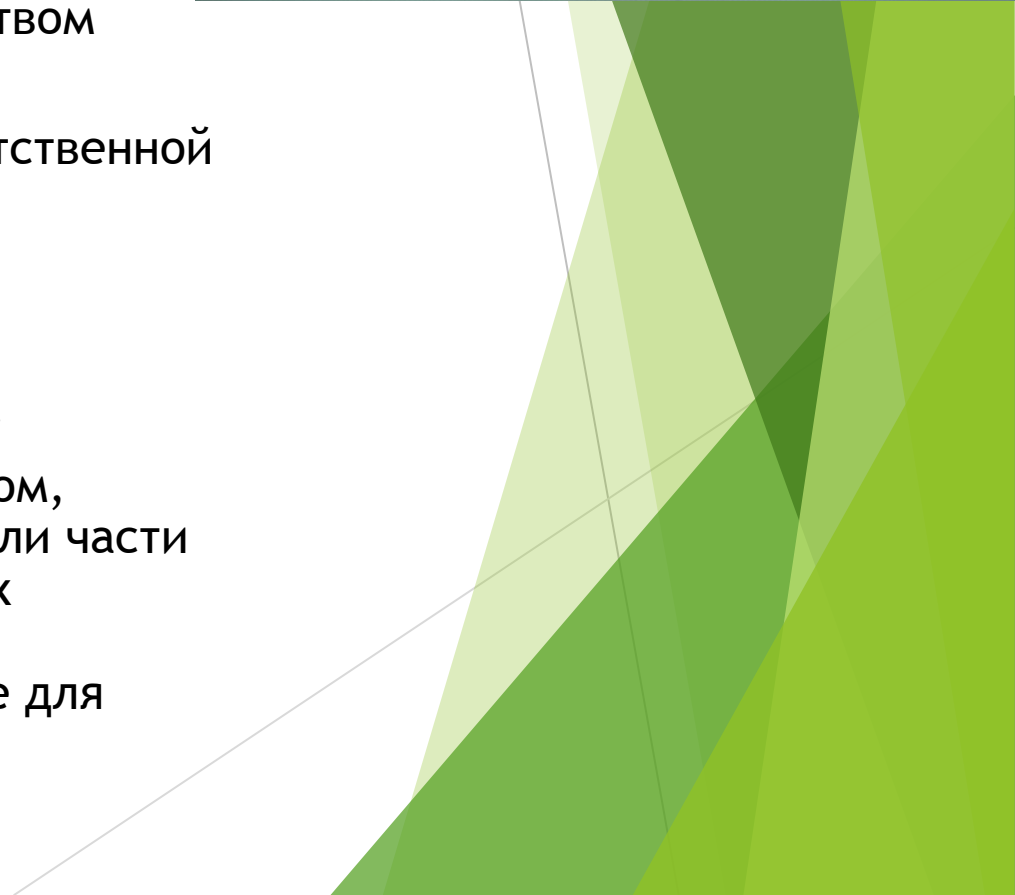 твом
тственной
ом,
ли части
х
е для